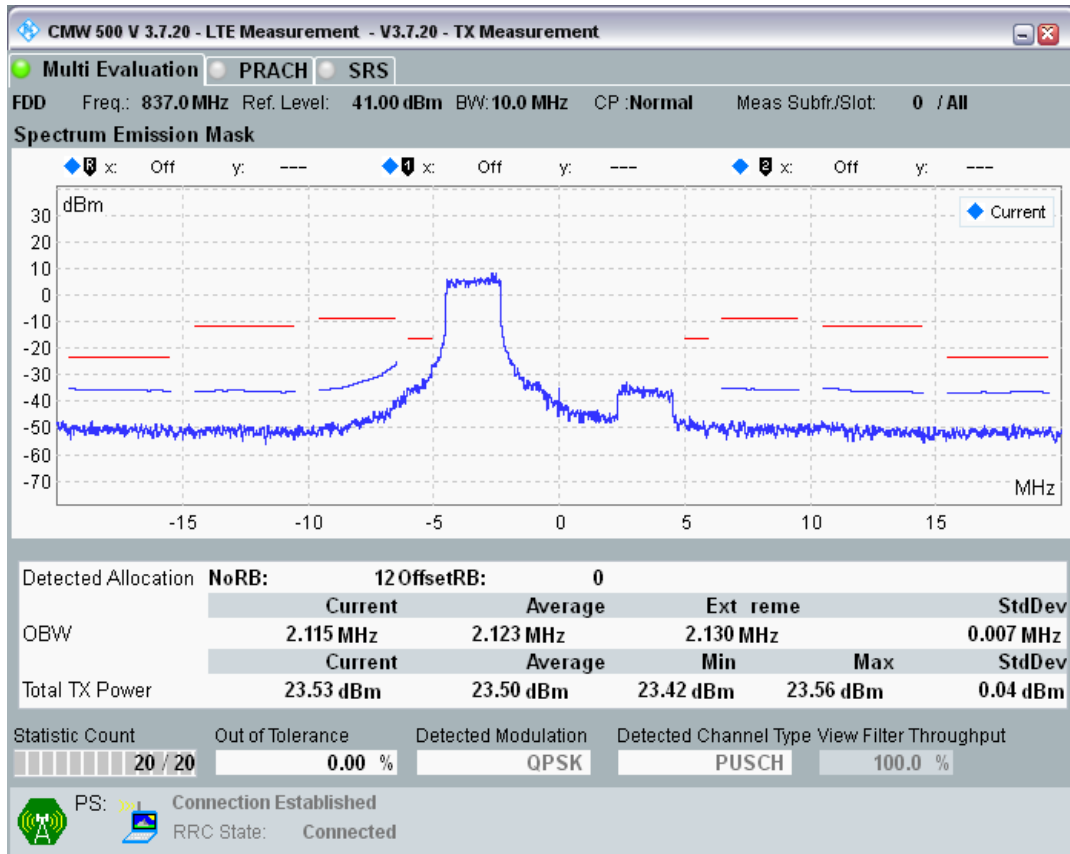 CMW 500 V 3.7.20 - LTE Measurement - V3.7.20 - TX Measurement
Multi Evaluation PRACH SRS
FDD Freq.: 837.0 MHz Ref. Level: 41.00 dBm BW: 10.0 MHz CP :Normal Meas Subfr./Slot: 0 / All
Spectrum Emission Mask
R x: Off y: --- 1 x: Off y: --- 2 x: Off y: ---
dBm
Current
30
20
10
0
-10
-20
-30
-40
-50
-60
-70
MHz
-15 -10 -5 0 5 10 15
Detected Allocation NoRB: 12 OffsetRB: 0
Current Average Ext reme StdDev
OBW 2.115 MHz 2.123 MHz 2.130 MHz 0.007 MHz
Current Average Min Max StdDev
Total TX Power 23.53 dBm 23.50 dBm 23.42 dBm 23.56 dBm 0.04 dBm
Statistic Count Out of Tolerance Detected Modulation Detected Channel Type View Filter Throughput
20 / 20 0.00 % QPSK PUSCH 100.0 %
PS: Connection Established
RRC State: Connected